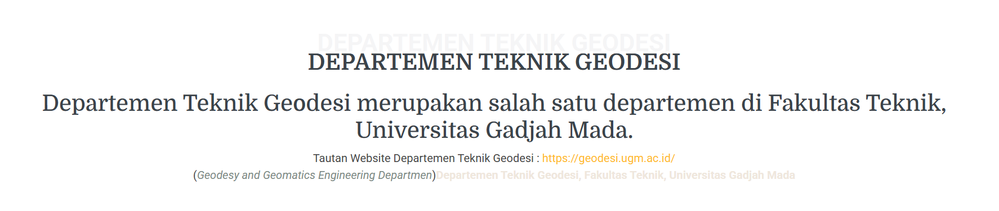 DEPARTEMEN TEKNIK GEODESI
DEPARTEMEN TEKNIK GEODESI
Departemen Teknik Geodesi merupakan salah satu departemen di Fakultas Teknik,
Universitas Gadjah Mada.
Tautan Website Departemen Teknik Geodesi : https://geodesi.ugm.ac.id/
(Geodesy and Geomatics Engineering Departmen)Departemen Teknik Geodesi, Fakultas Teknik, Universitas Gadjah Mada